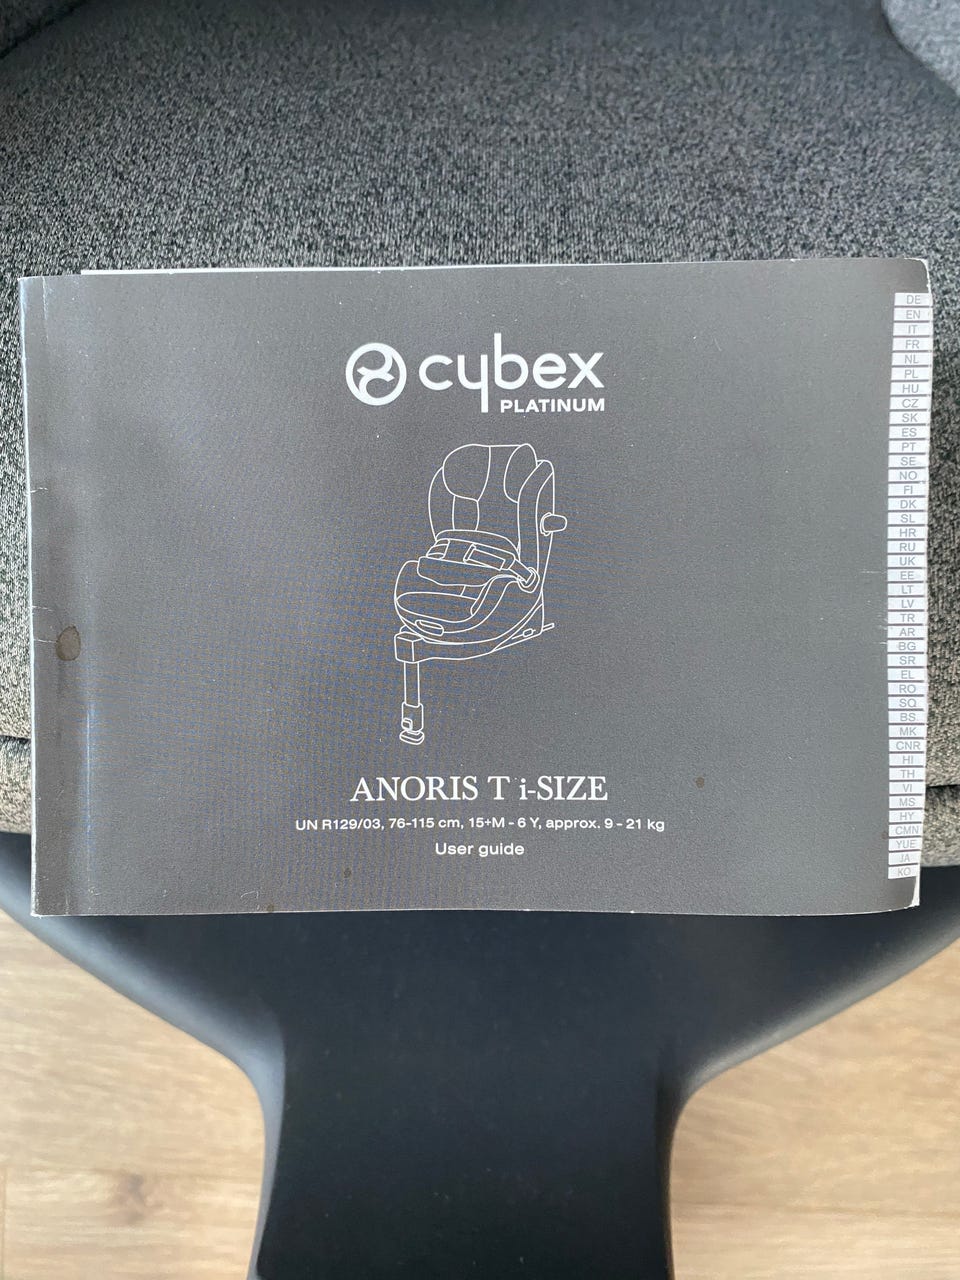 cybex
PLATINUM
ANORIS T i-SIZE
UN R129/03, 76-115 cm, 15+M - 6 Y, approx. 9 - 21 kg
User guide
DE
EN
IT
FR
NL
PL
HU
CZ
SK
ES
PT
SE
NO
FI
DK
SL
HR
RU
UK
EE
LT
LV
TR
AR
BG
SR
EL
RO
SQ
BS
MK
CNR
HI
TH
VI
MS
HY
CMN
YUE
JA
KO